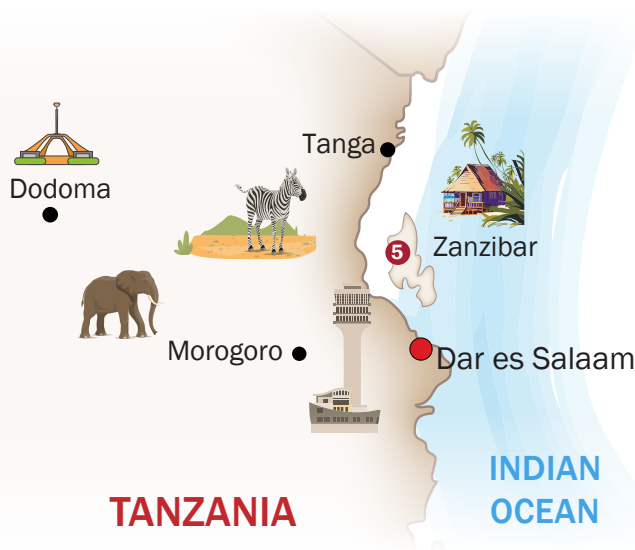 Tanga
Dodoma
5
Zanzibar
Morogoro
Dar es Salaam
INDIAN
OCEAN
TANZANIA